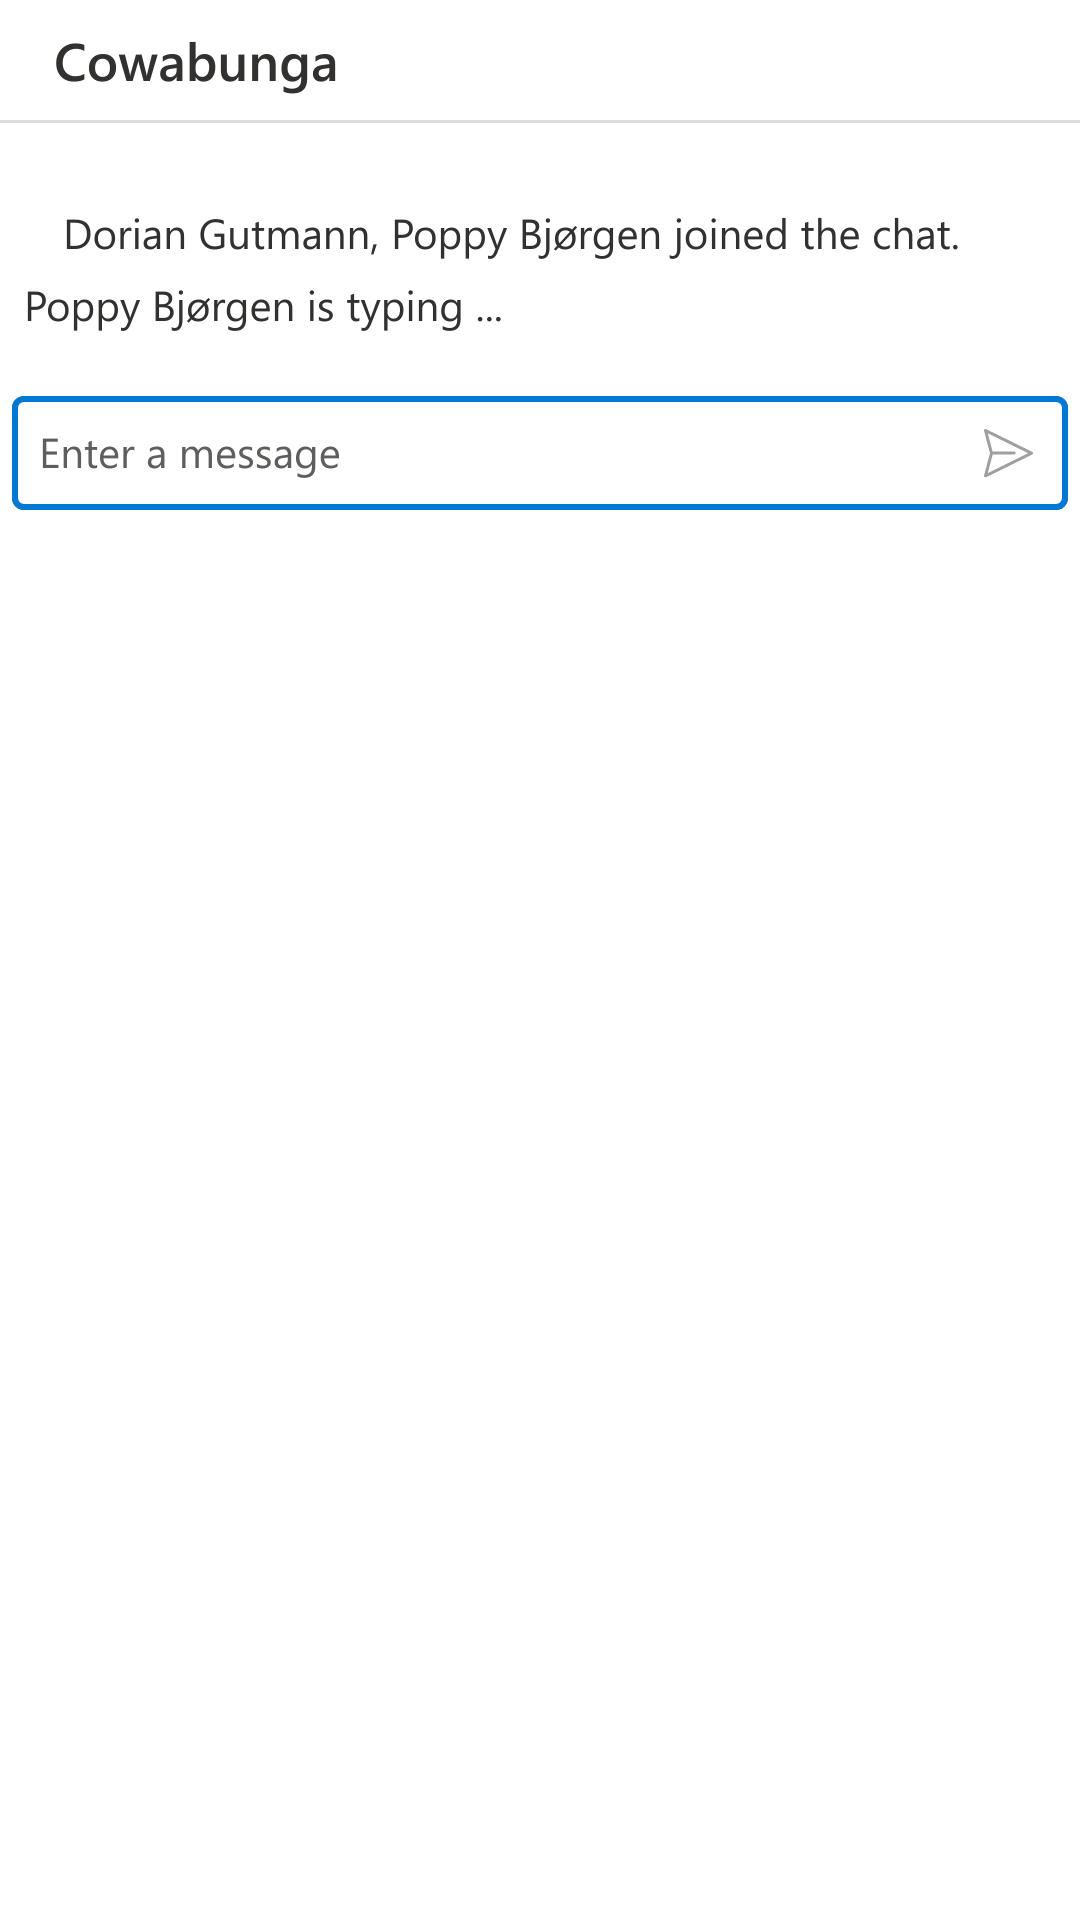 Cowabunga
Dorian Gutmann, Poppy Bjørgen joined the chat.
Poppy Bjørgen is typing ...
Enter a message